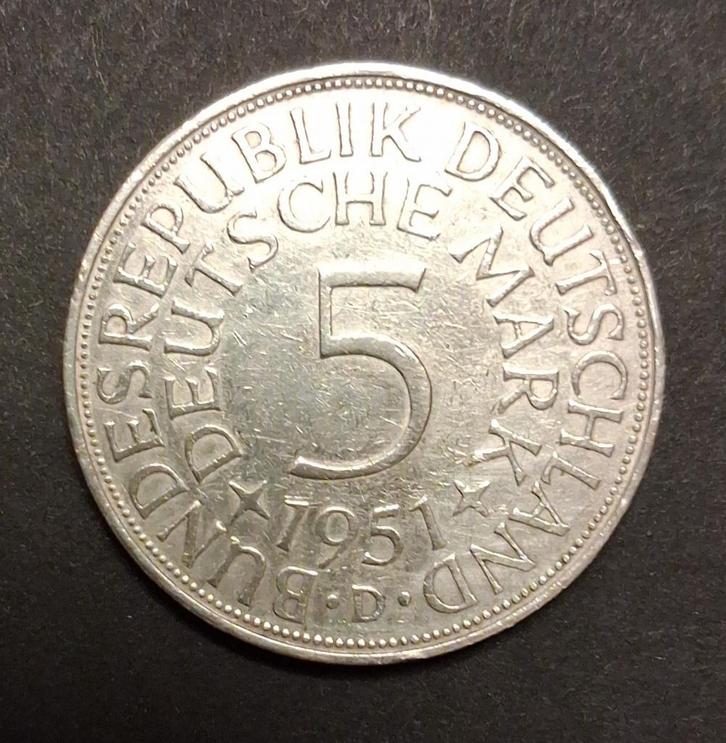 BUNDESREPUBLIK DEUTSCHLAND
DEUTSCHE MARK
5
1951
· D ·